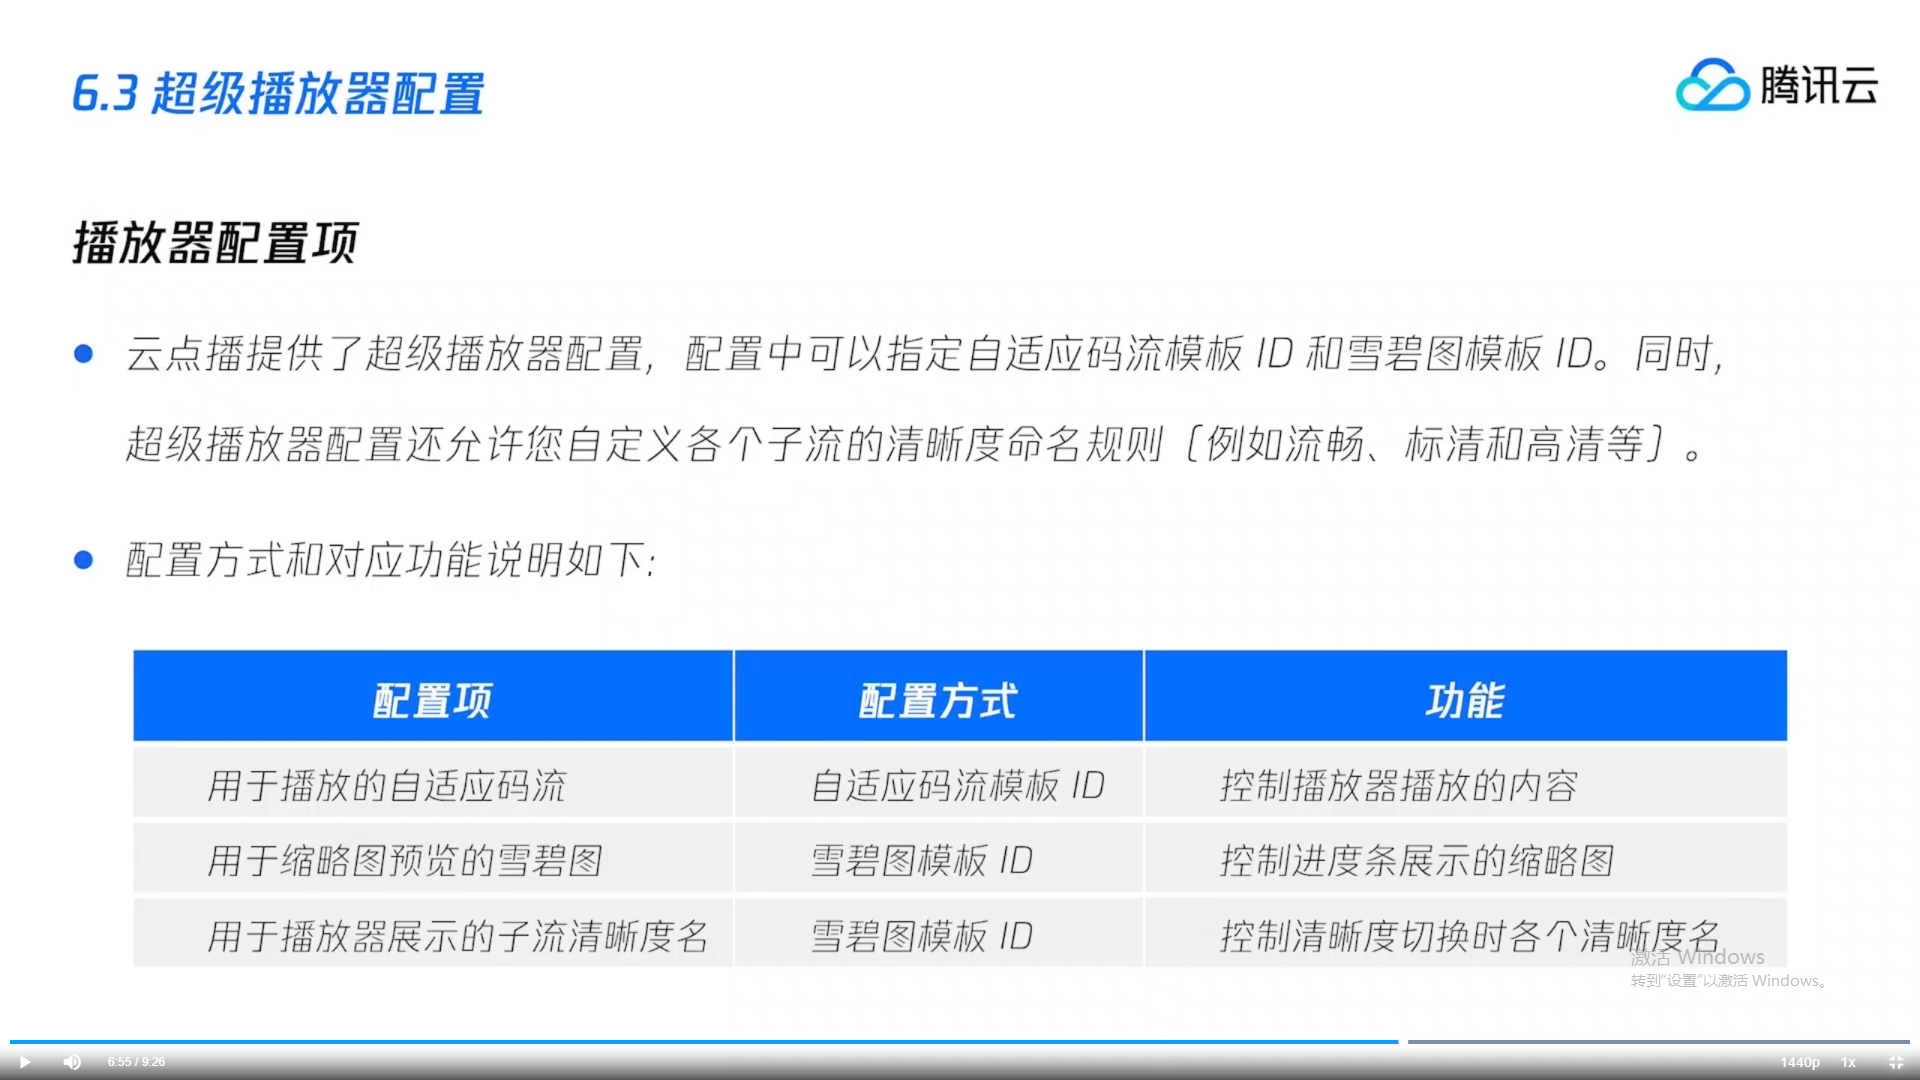 6.3 超级播放器配置
腾讯云
播放器配置项
云点播提供了超级播放器配置，配置中可以指定自适应码流模板 ID 和雪碧图模板 ID。同时，
超级播放器配置还允许您自定义各个子流的清晰度命名规则〔例如流畅、标清和高清等〕。
配置方式和对应功能说明如下：
配置项 配置方式 功能
用于播放的自适应码流 自适应码流模板 ID 控制播放器播放的内容
用于缩略图预览的雪碧图 雪碧图模板 ID 控制进度条展示的缩略图
用于播放器展示的子流清晰度名 雪碧图模板 ID 控制清晰度切换时各个清晰度名
激活 Windows
转到"设置"以激活 Windows。
6:55 / 9:26 1440p 1x